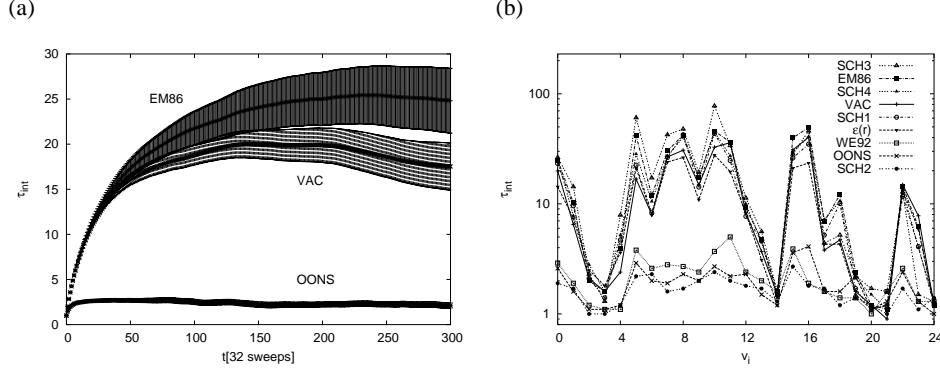 (a)
(b)
30
25
20
15
10
5
0
τint
EM86
VAC
OONS
0 50 100 150 200 250 300
t[32 sweeps]
100
10
1
τint
SCH3
EM86
SCH4
VAC
SCH1
ε(r)
WE92
OONS
SCH2
0 4 8 12 16 20 24
vi